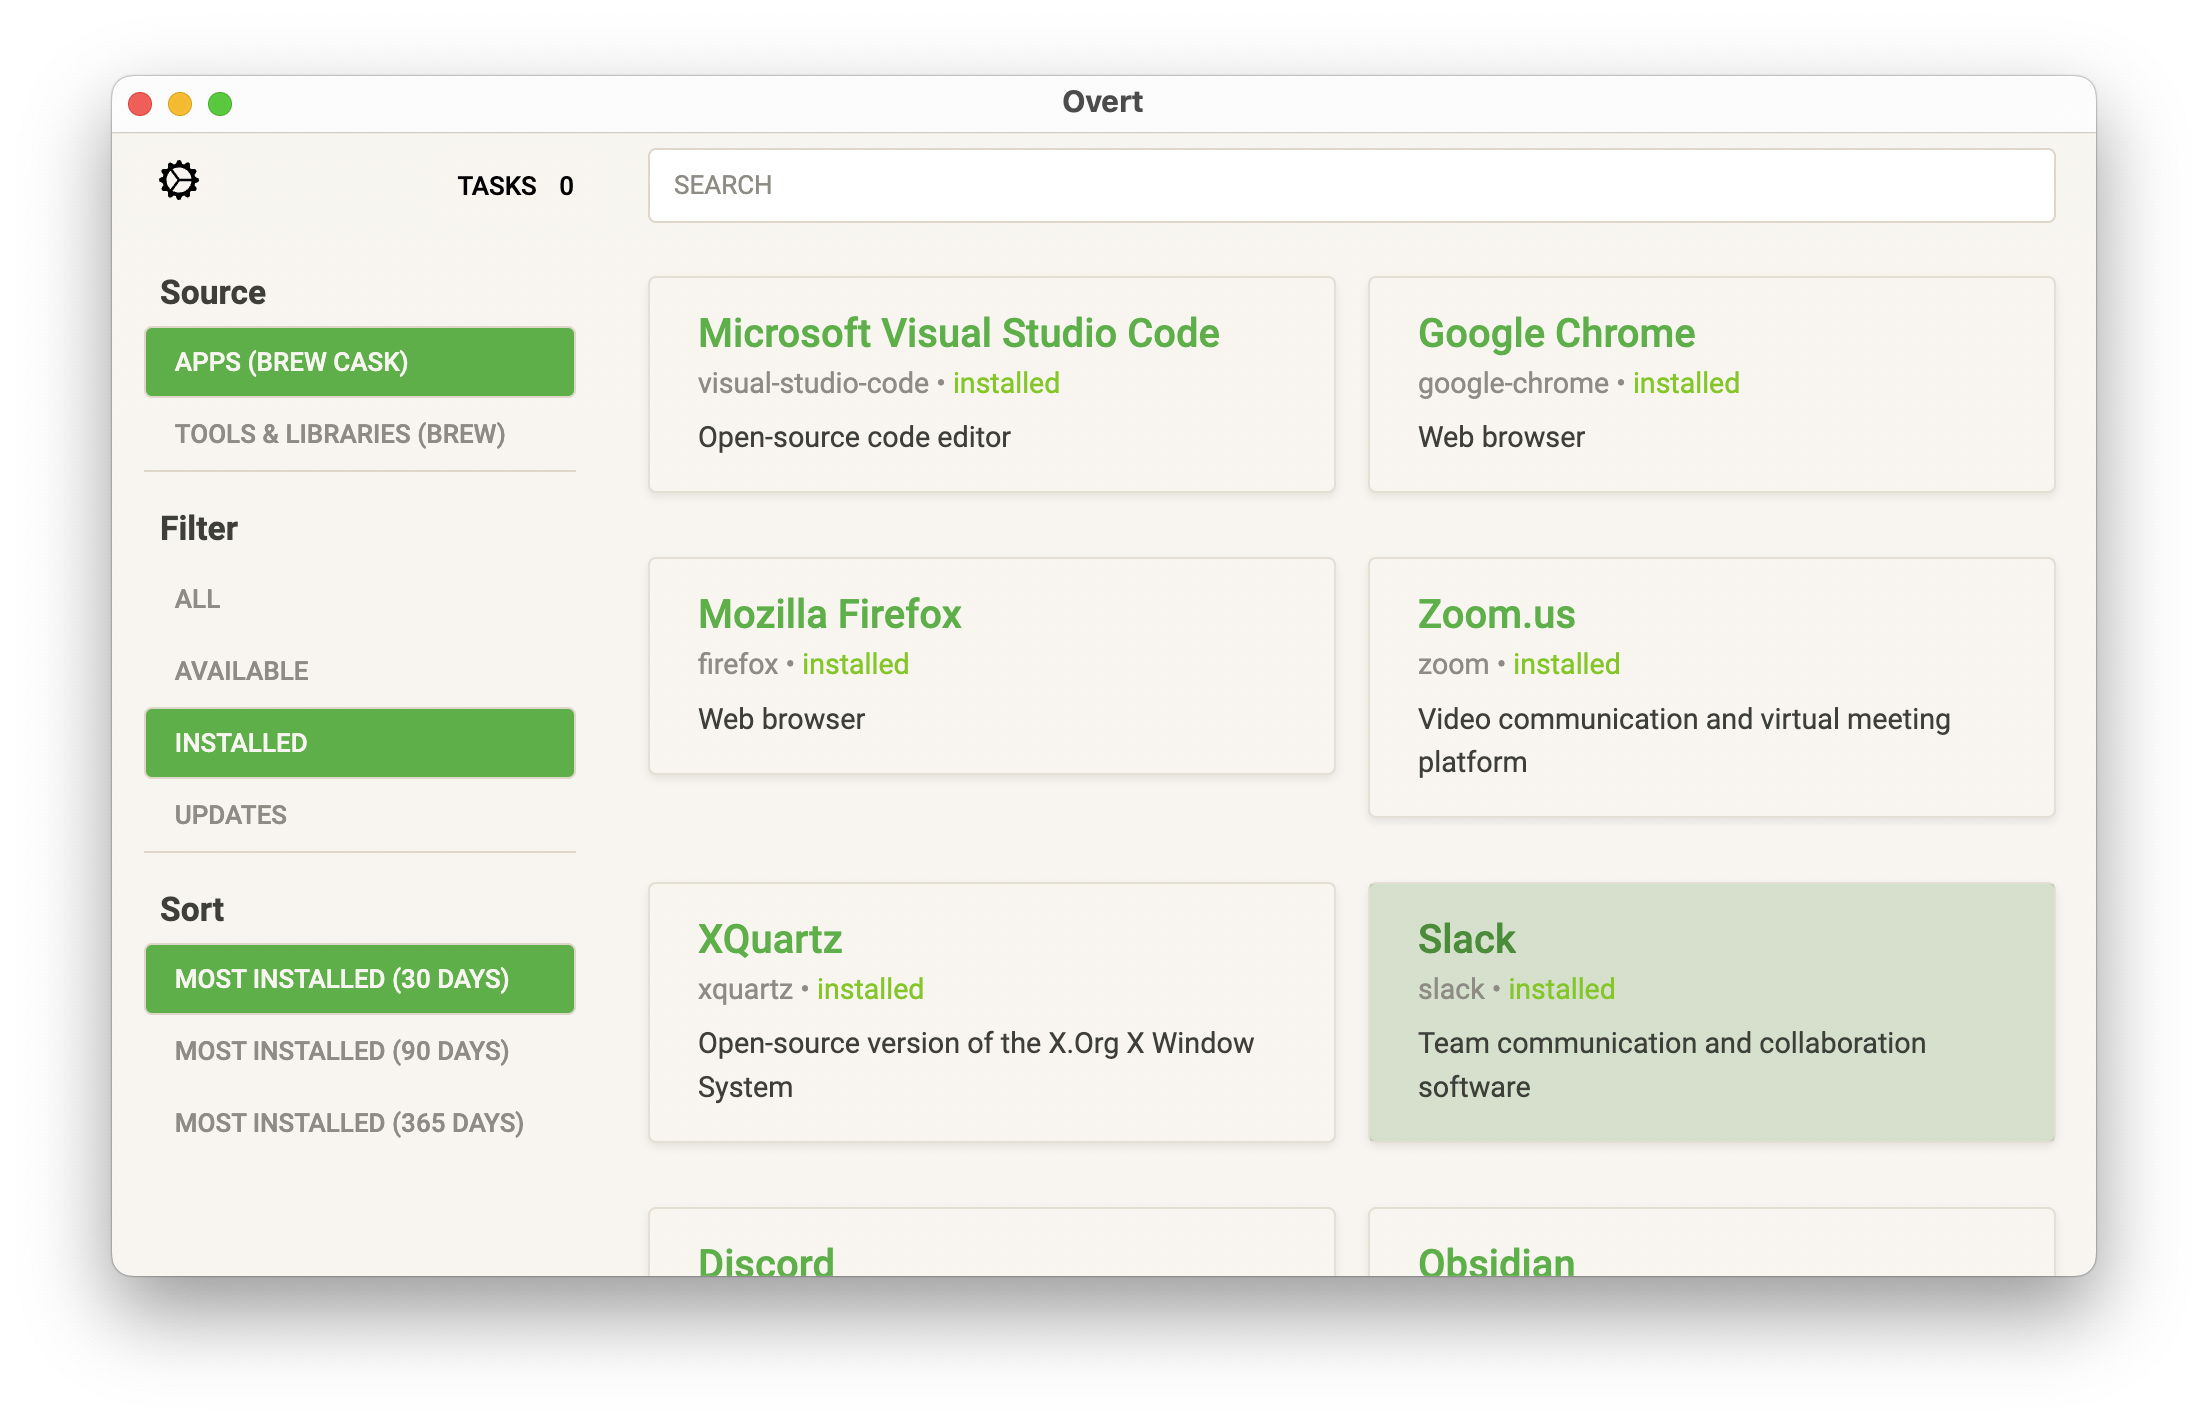 Overt
TASKS 0
SEARCH
Source
APPS (BREW CASK)
TOOLS & LIBRARIES (BREW)
Filter
ALL
AVAILABLE
INSTALLED
UPDATES
Sort
MOST INSTALLED (30 DAYS)
MOST INSTALLED (90 DAYS)
MOST INSTALLED (365 DAYS)
Microsoft Visual Studio Code
visual-studio-code • installed
Open-source code editor
Google Chrome
google-chrome • installed
Web browser
Mozilla Firefox
firefox • installed
Web browser
Zoom.us
zoom • installed
Video communication and virtual meeting
platform
XQuartz
xquartz • installed
Open-source version of the X.Org X Window
System
Slack
slack • installed
Team communication and collaboration
software
Discord
Obsidian